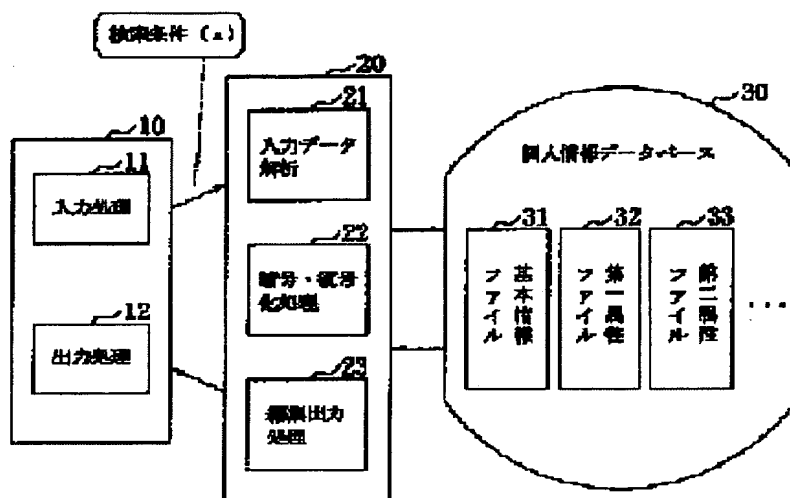 検索条件 (a)
20
10
11
入力処理
12
出力処理
21
入力データ
解析
22
暗号・復号
化処理
23
編集出力
処理
30
個人情報データベース
31
基本情報
ファイル
32
第一属性
ファイル
33
第二属性
ファイル
....